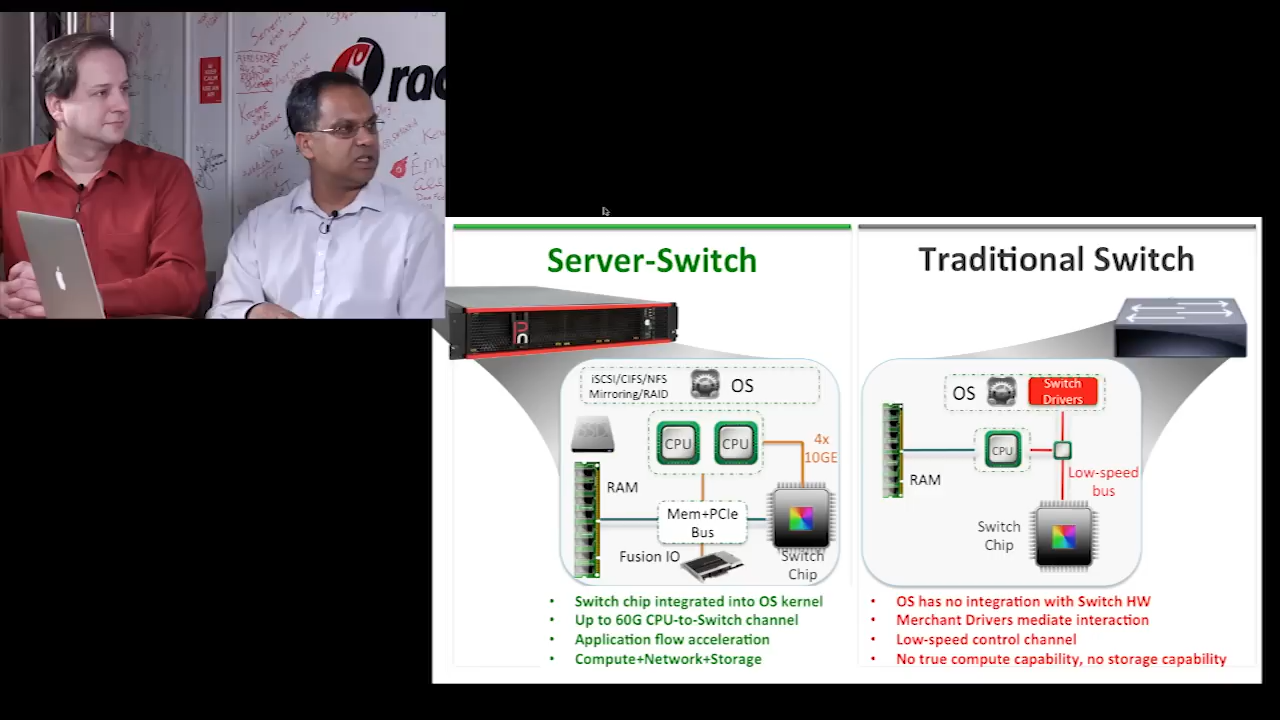 KEEP
CALM
rad
Server-Switch
iSCSI/CIFS/NFS
Mirroring/RAID
OS
CPU
CPU
4x
10GE
RAM
Mem+PCIe
Bus
Fusion IO
Switch
Chip
• Switch chip integrated into OS kernel
• Up to 60G CPU-to-Switch channel
• Application flow acceleration
• Compute+Network+Storage
Traditional Switch
OS
Switch
Drivers
CPU
RAM
Low-speed
bus
Switch
Chip
• OS has no integration with Switch HW
• Merchant Drivers mediate interaction
• Low-speed control channel
• No true compute capability, no storage capability